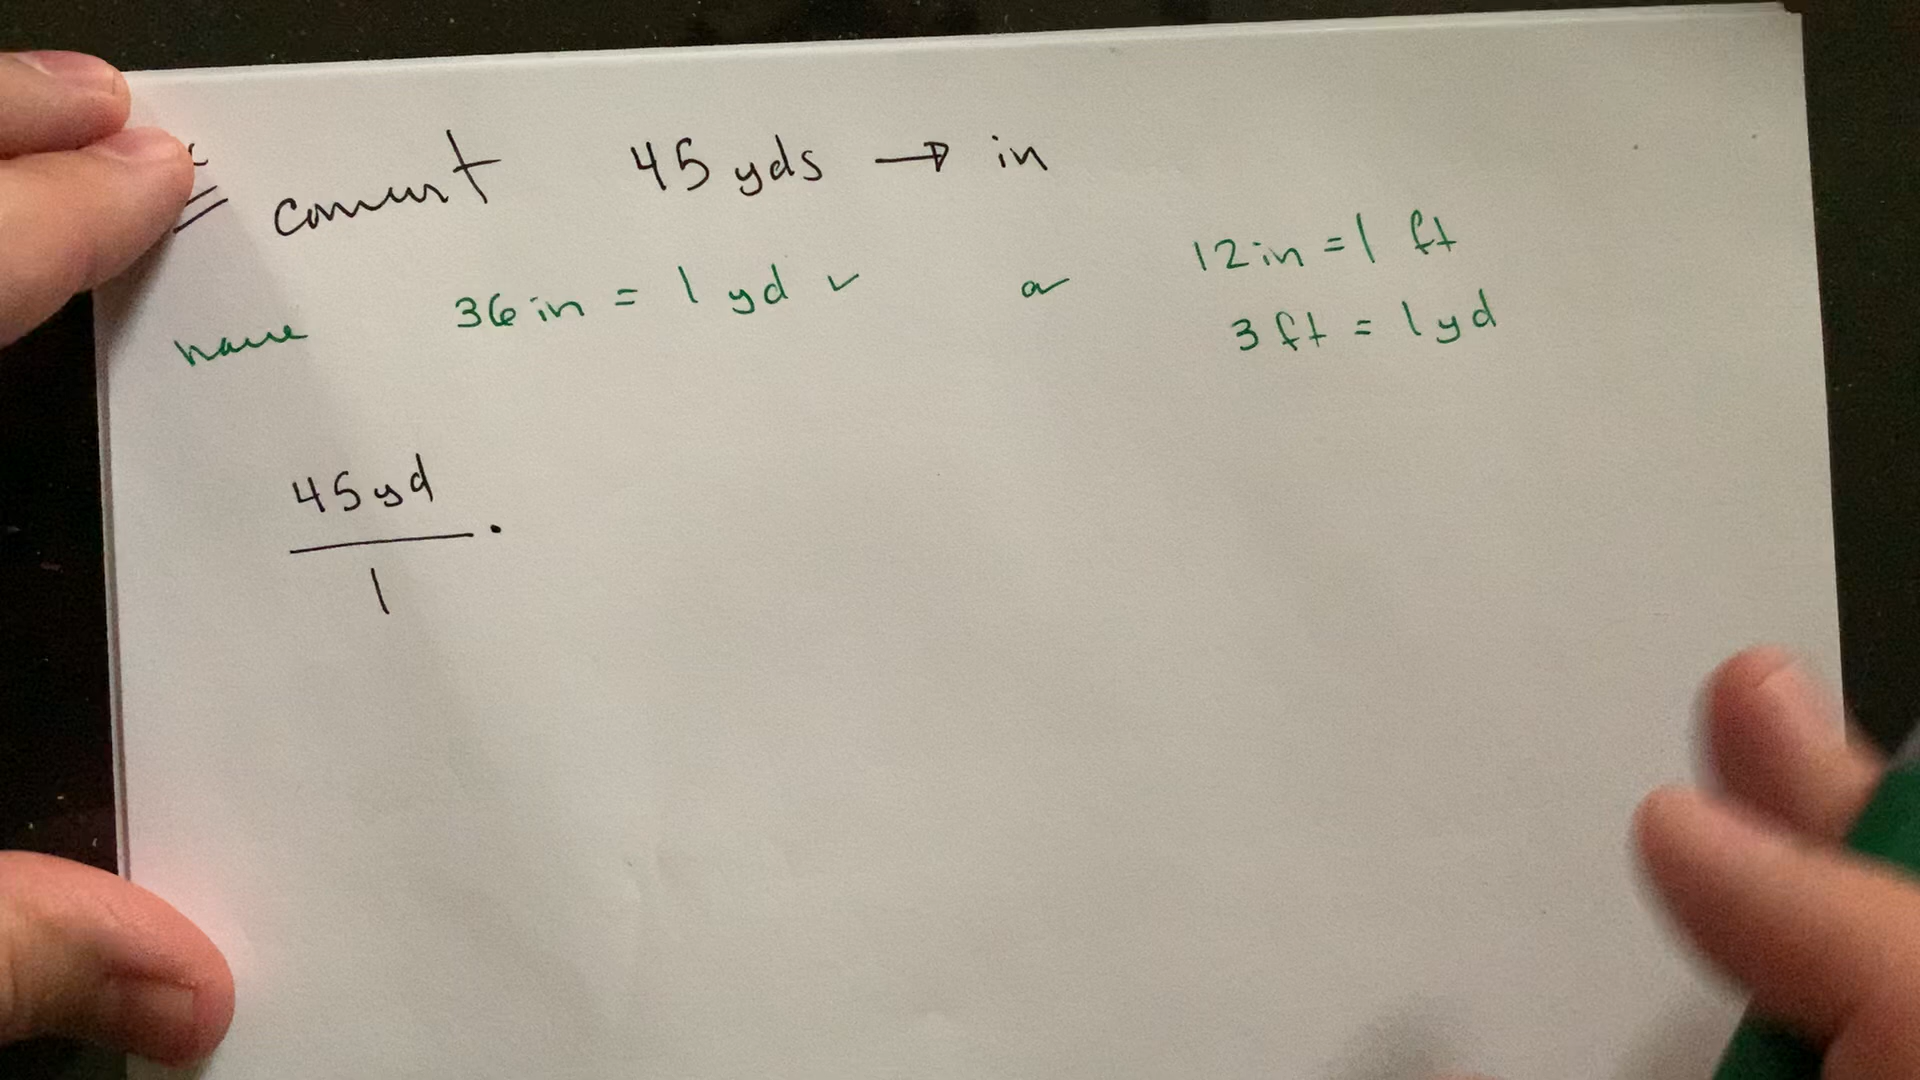 convert 45 yds → in
have 36 in = 1 yd ✓ or 12 in = 1 ft
3 ft = 1 yd
45 yd
1
·